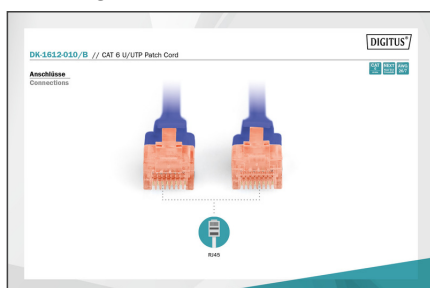 DIGITUS®
DK-1612-010/B // CAT 6 U/UTP Patch Cord
Anschlüsse
Connections
RJ45